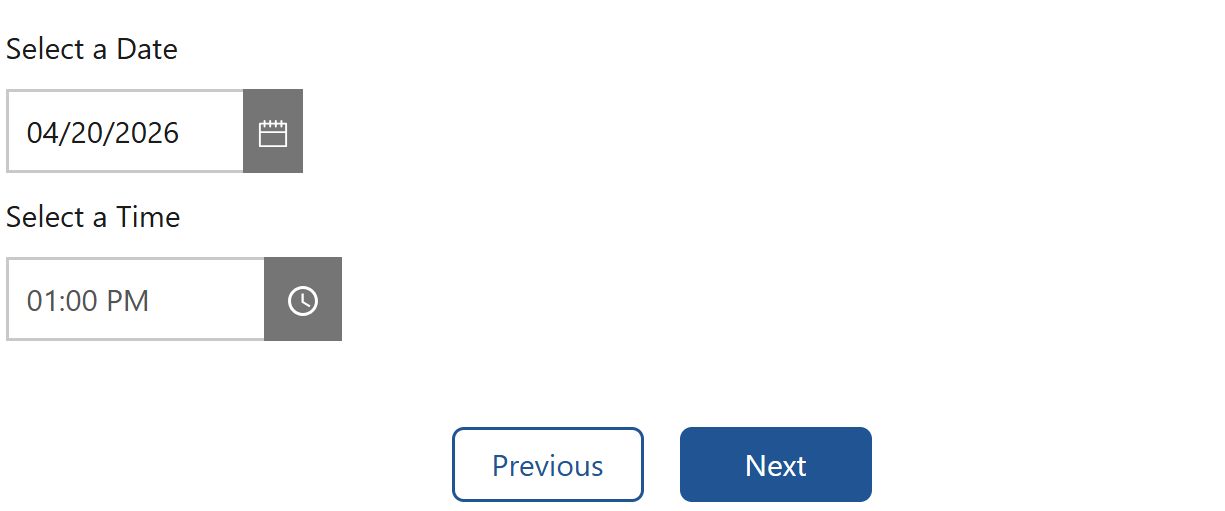 Select a Date
04/20/2026
Select a Time
01:00 PM
Previous Next